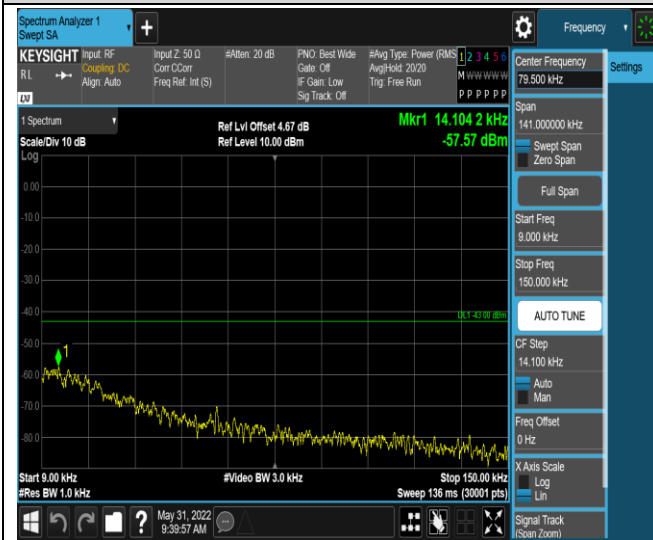 Spectrum Analyzer 1
Swept SA
+
Frequency
KEYSIGHT
RL
LXI
Input: RF
Coupling: DC
Align: Auto
Input Z: 50 Ω
Corr CCorr
Freq Ref: Int (S)
#Atten: 20 dB
PNO: Best Wide
Gate: Off
IF Gain: Low
Sig Track: Off
#Avg Type: Power (RMS
Avg|Hold: 20/20
Trig: Free Run
1 2 3 4 5 6
M W W W W W
P P P P P P
1 Spectrum
Scale/Div 10 dB
Log
Ref Lvl Offset 4.67 dB
Ref Level 10.00 dBm
Mkr1 14.104 2 kHz
-57.57 dBm
0.00
-10.0
-20.0
-30.0
-40.0
DL1 -43.00 dBm
-50.0
1
-60.0
-70.0
-80.0
Start 9.00 kHz
#Res BW 1.0 kHz
#Video BW 3.0 kHz
Stop 150.00 kHz
Sweep 136 ms (30001 pts)
?
May 31, 2022
9:39:57 AM
Center Frequency
79.500 kHz
Settings
Span
141.000000 kHz
Swept Span
Zero Span
Full Span
Start Freq
9.000 kHz
Stop Freq
150.000 kHz
AUTO TUNE
CF Step
14.100 kHz
Auto
Man
Freq Offset
0 Hz
X Axis Scale
Log
Lin
Signal Track
(Span Zoom)